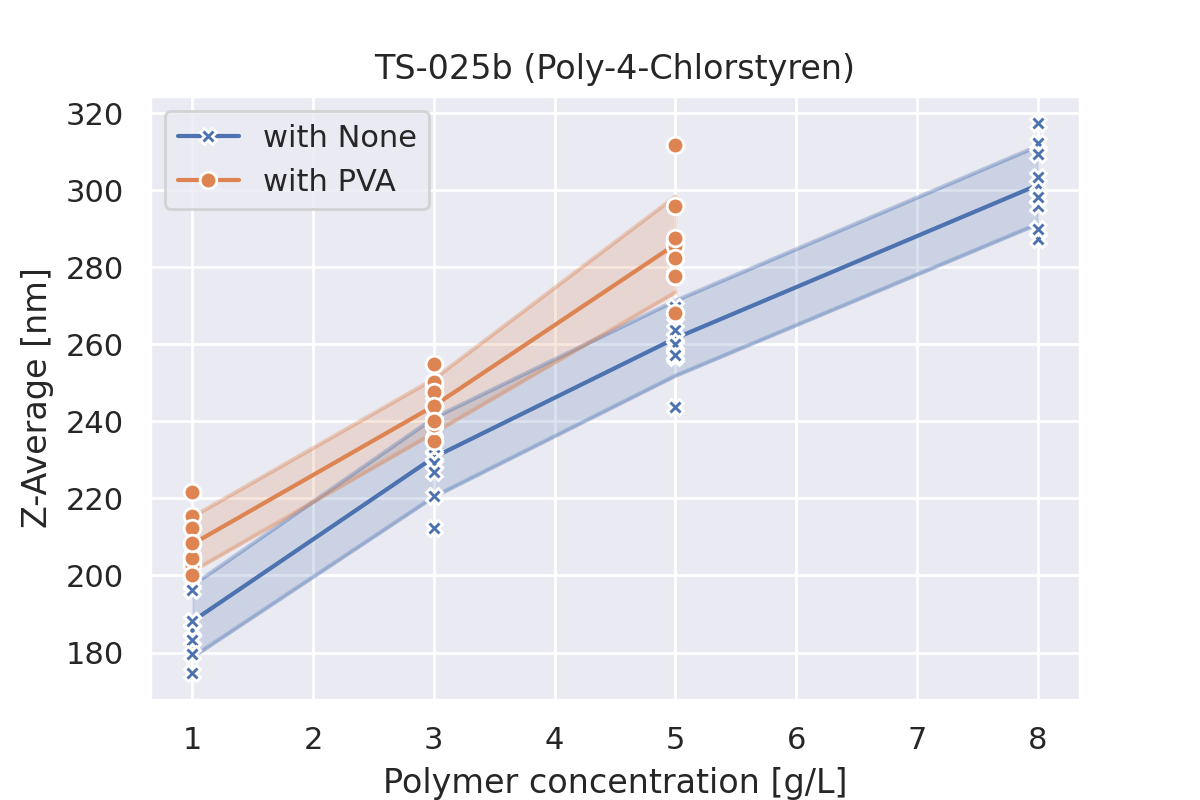 TS-025b (Poly-4-Chlorstyren)
with None
with PVA
320
300
280
260
240
220
200
180
Z-Average [nm]
1 2 3 4 5 6 7 8
Polymer concentration [g/L]